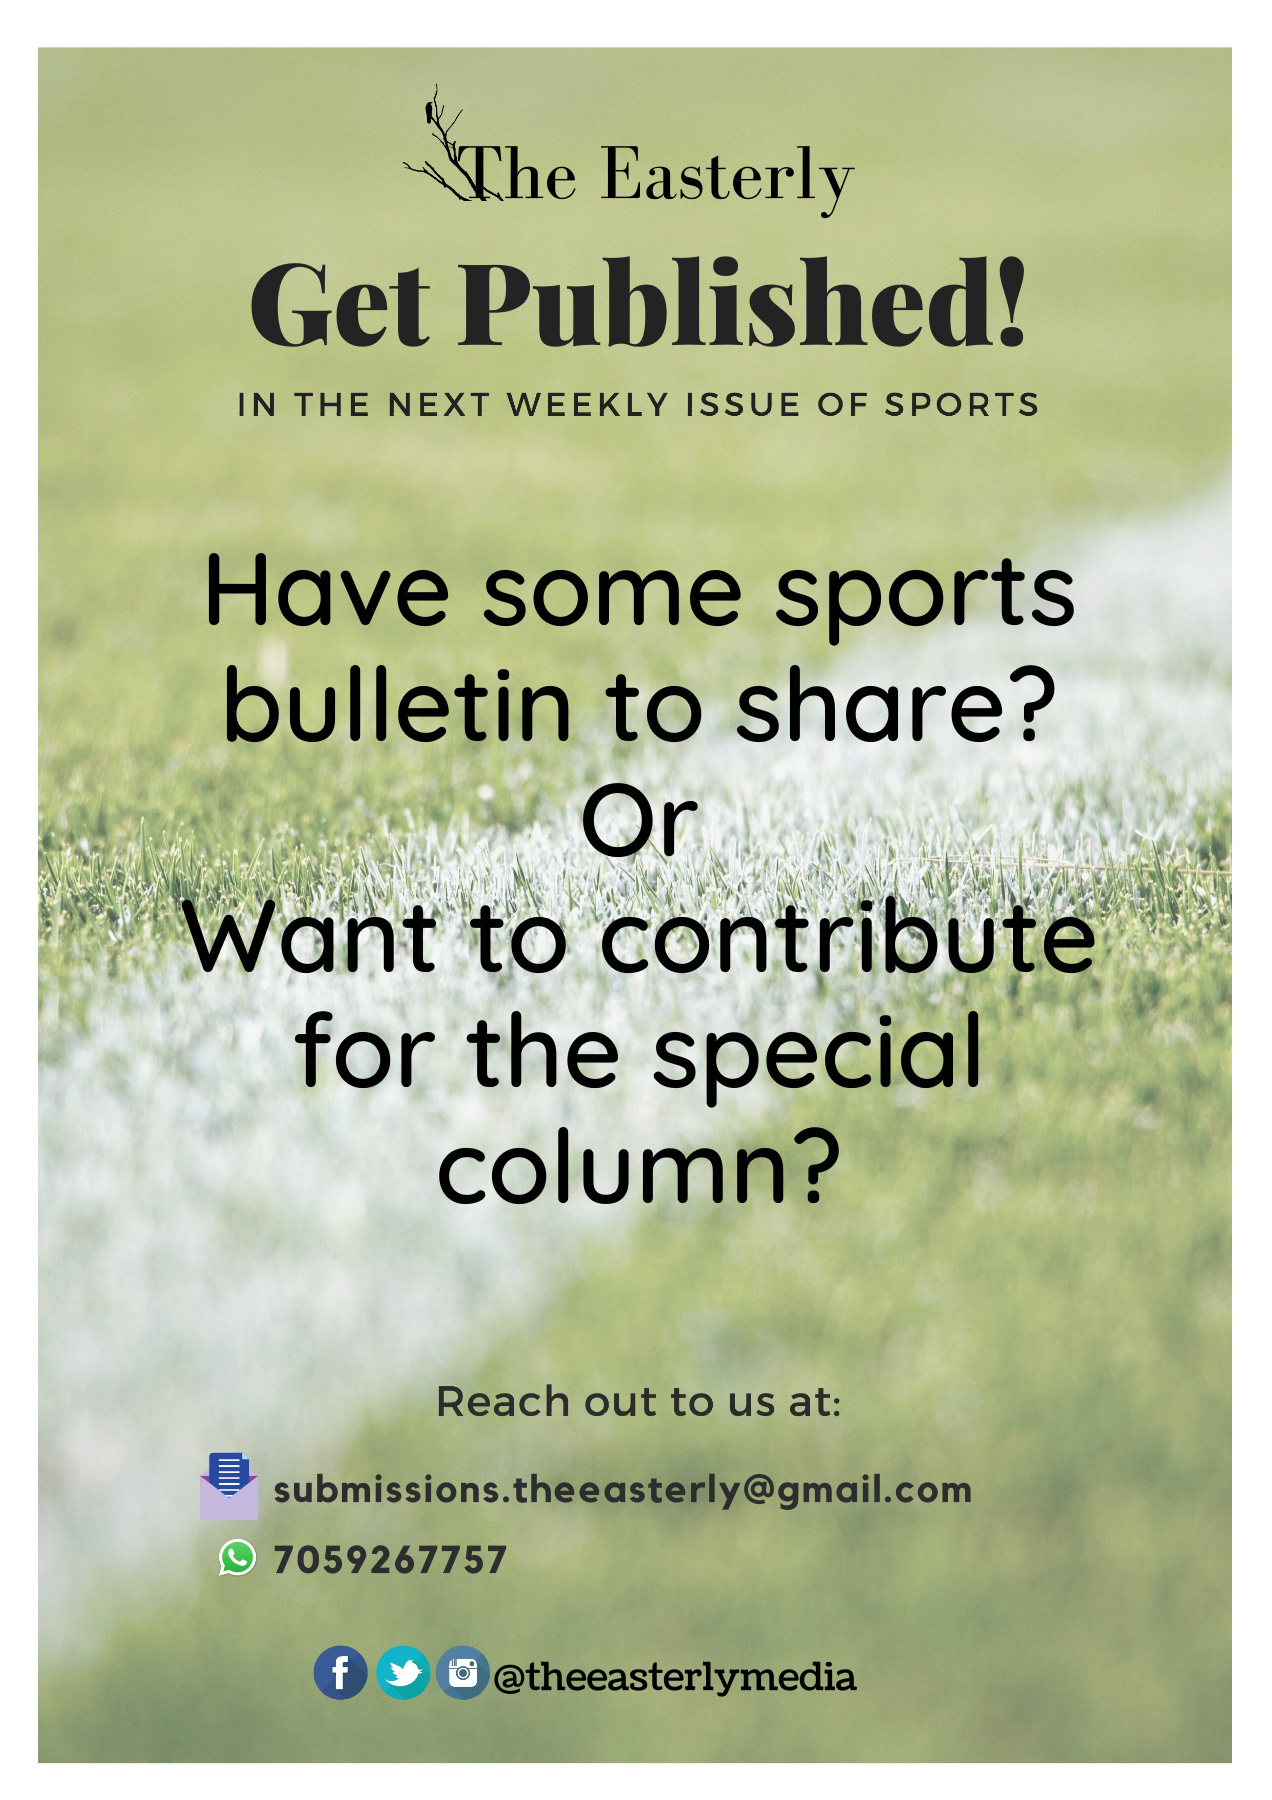 The Easterly
Get Published!
IN THE NEXT WEEKLY ISSUE OF SPORTS
Have some sports
bulletin to share?
Or
Want to contribute
for the special
column?
Reach out to us at:
submissions.theeasterly@gmail.com
7059267757
@theeasterlymedia